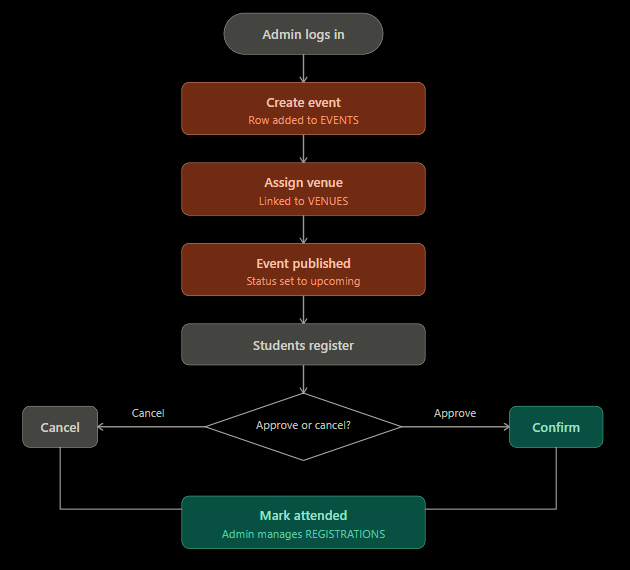 Admin logs in
Create event
Row added to EVENTS
Assign venue
Linked to VENUES
Event published
Status set to upcoming
Students register
Cancel
Approve or cancel?
Approve
Cancel
Confirm
Mark attended
Admin manages REGISTRATIONS